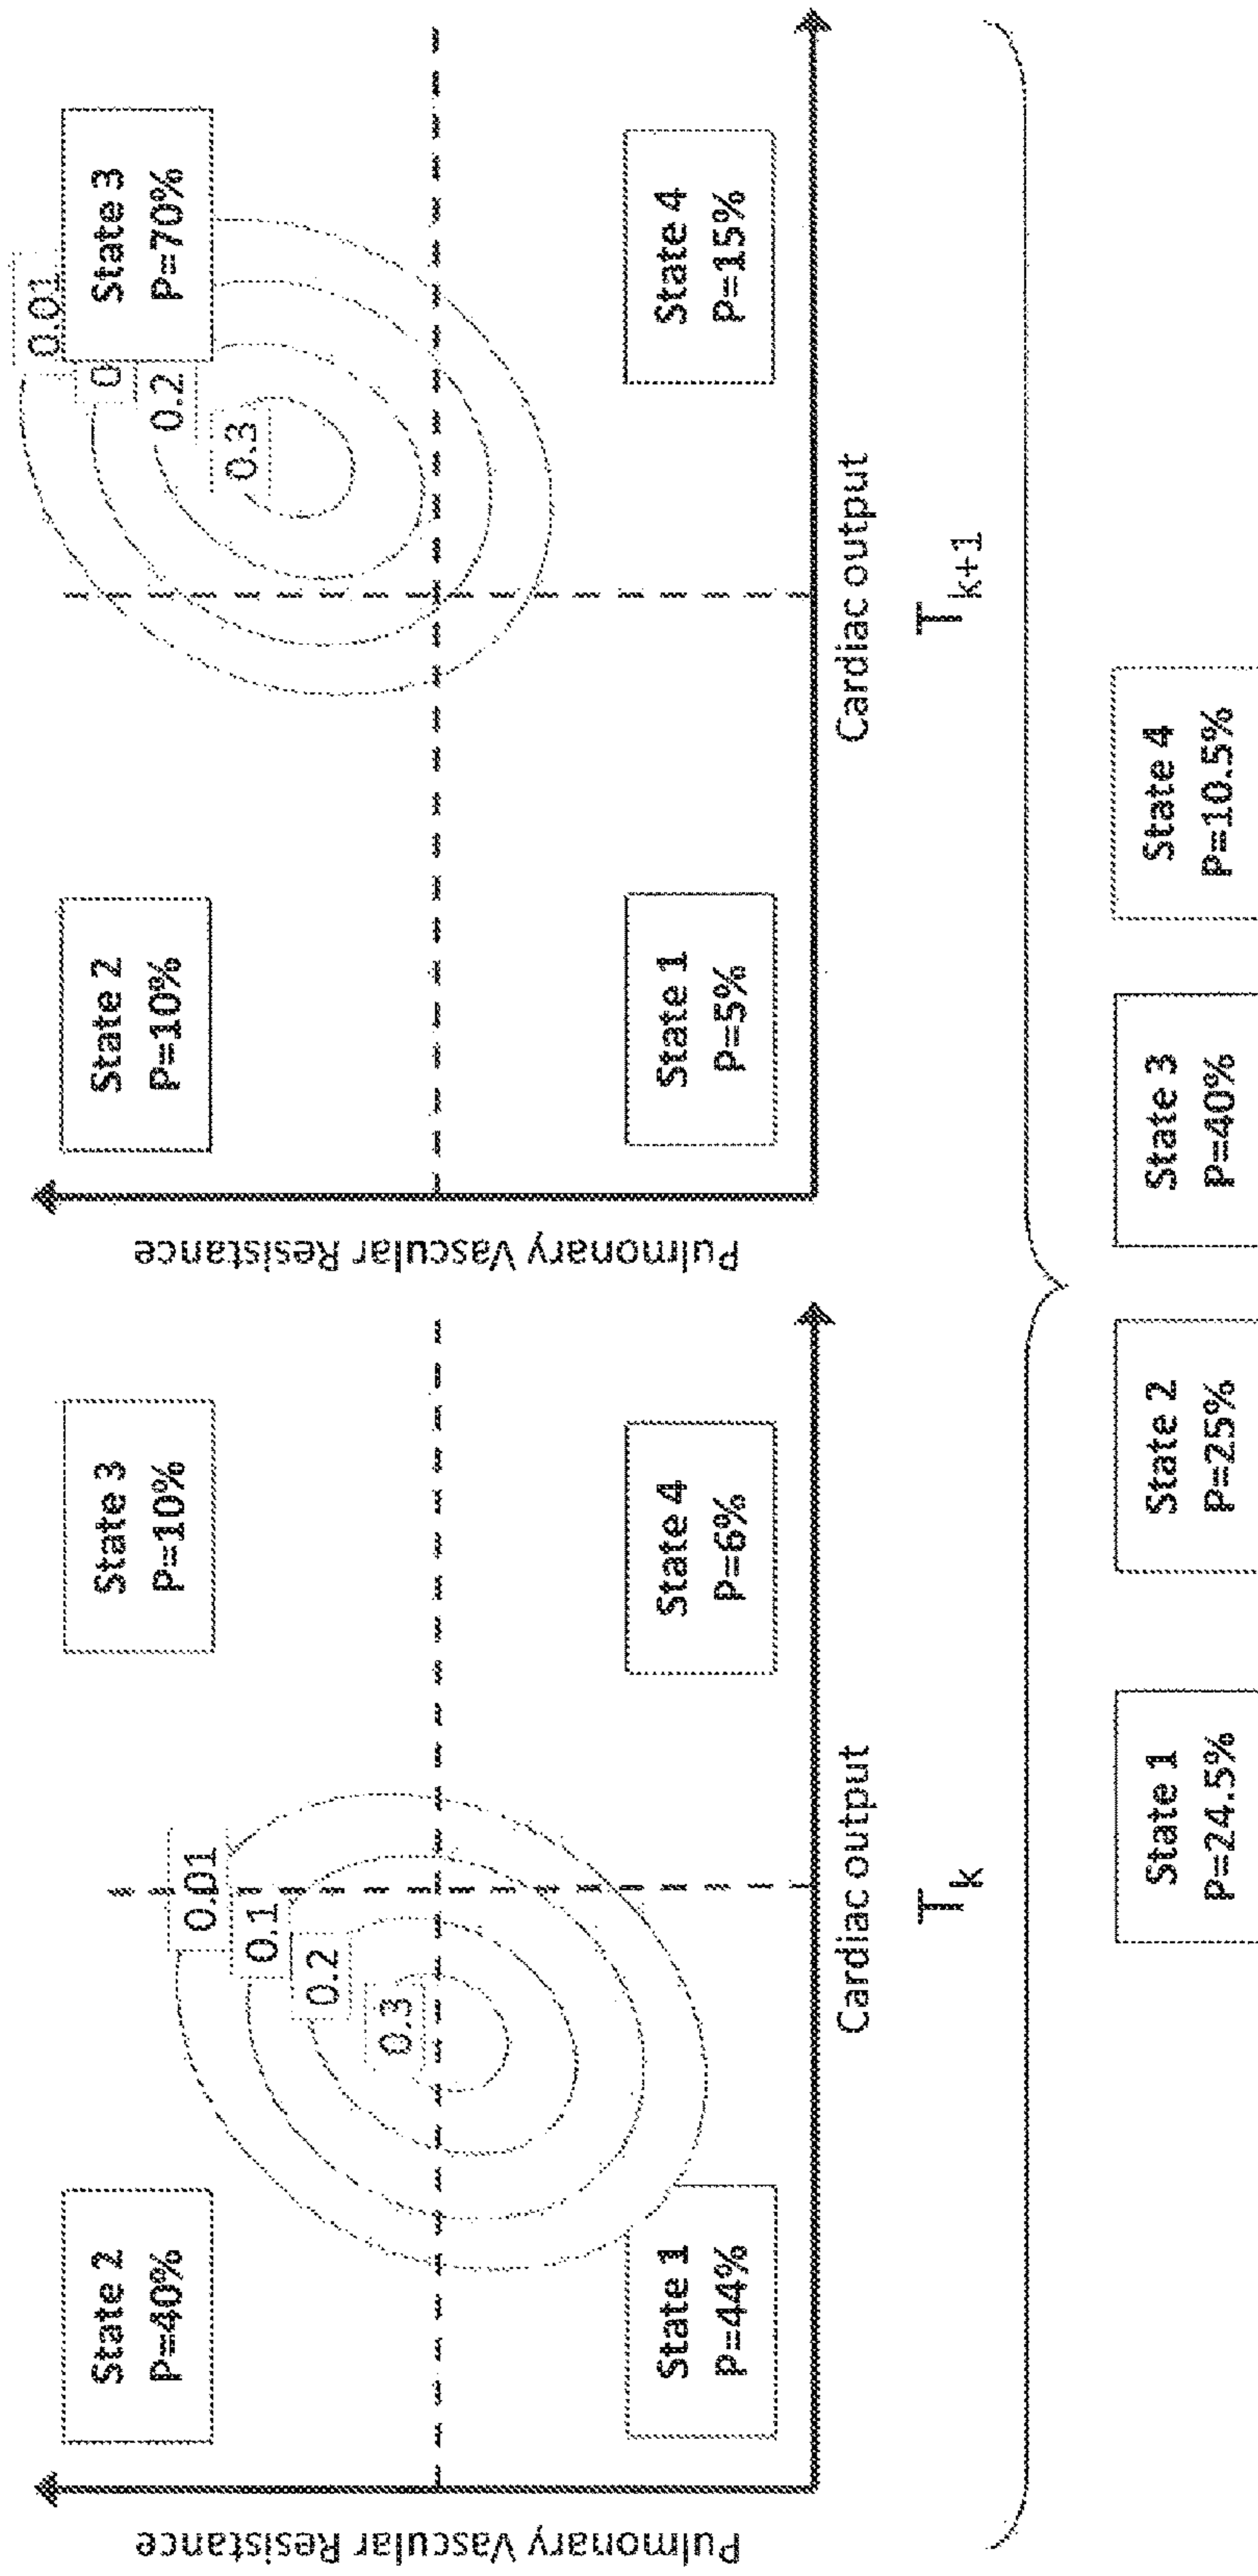 Pulmonary Vascular Resistance
State 2
P=40%
State 3
P=10%
0.01
0.1
0.2
0.3
State 1
P=44%
State 4
P=6%
Cardiac output
Tk
Pulmonary Vascular Resistance
State 2
P=10%
State 3
P=70%
0.01
0
0.2
0.3
State 1
P=5%
State 4
P=15%
Cardiac output
Tk+1
State 1
P=24.5%
State 2
P=25%
State 3
P=40%
State 4
P=10.5%